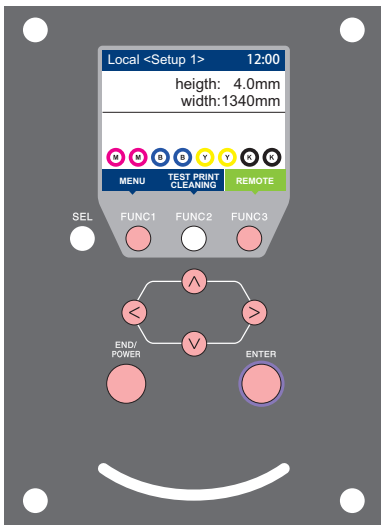 Local <Setup 1> 12:00
heigth: 4.0mm
width:1340mm
M M B B Y Y K K
MENU TEST PRINT CLEANING REMOTE
SEL FUNC1 FUNC2 FUNC3
END/
POWER
ENTER